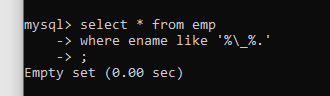 mysql> select * from emp
-> where ename like '%\_%.'
-> ;
Empty set (0.00 sec)